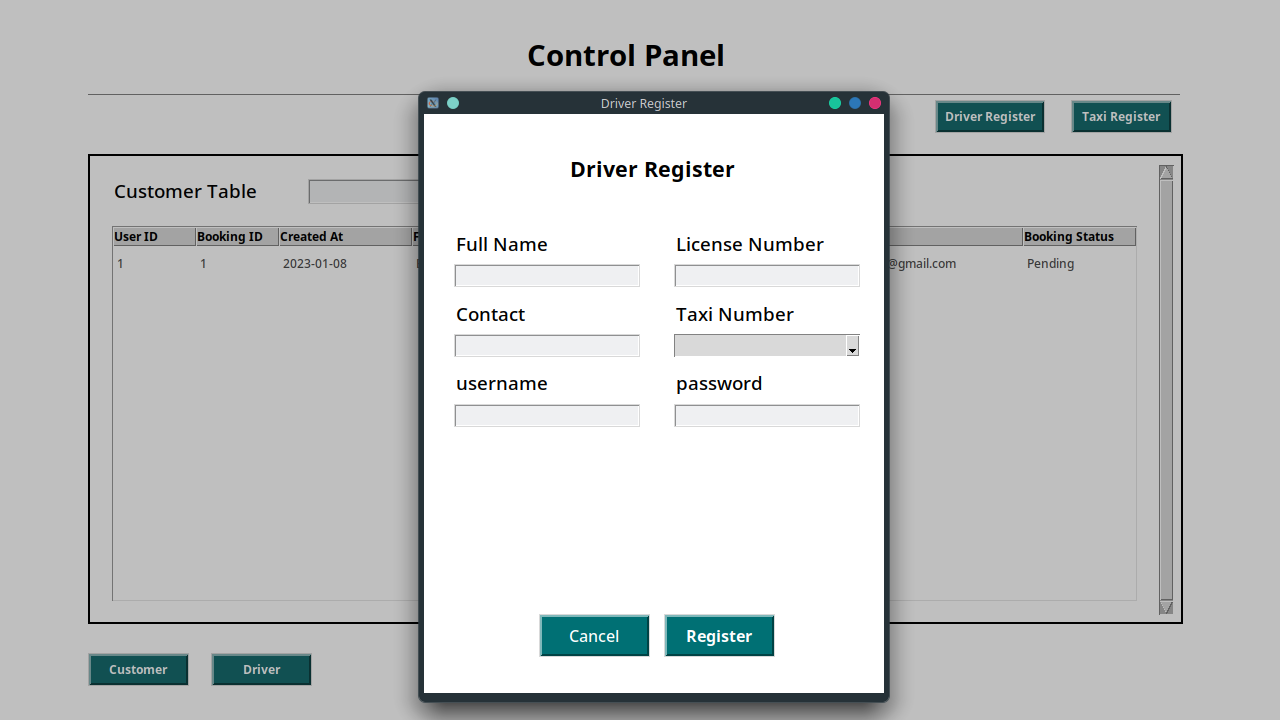 Control Panel
Driver Register
Driver Register Taxi Register
Customer Table
Driver Register
User ID Booking ID Created At Booking Status
1 1 2023-01-08 @gmail.com Pending
Full Name License Number
Contact Taxi Number
username password
Cancel Register
Customer Driver